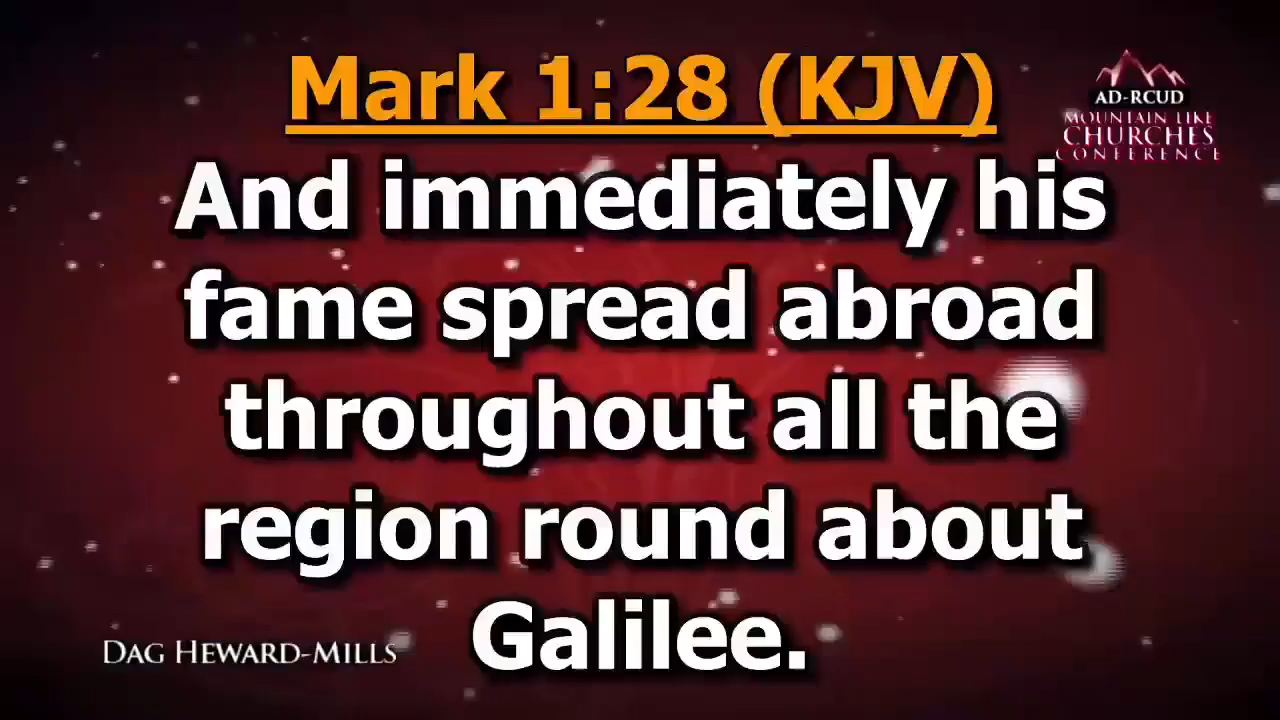 Mark 1:28 (KJV)
AD-RCUD
MOUNTAIN LIKE
CHURCHES
CONFERENCE
And immediately his
fame spread abroad
throughout all the
region round about
Galilee.
DAG HEWARD-MILLS